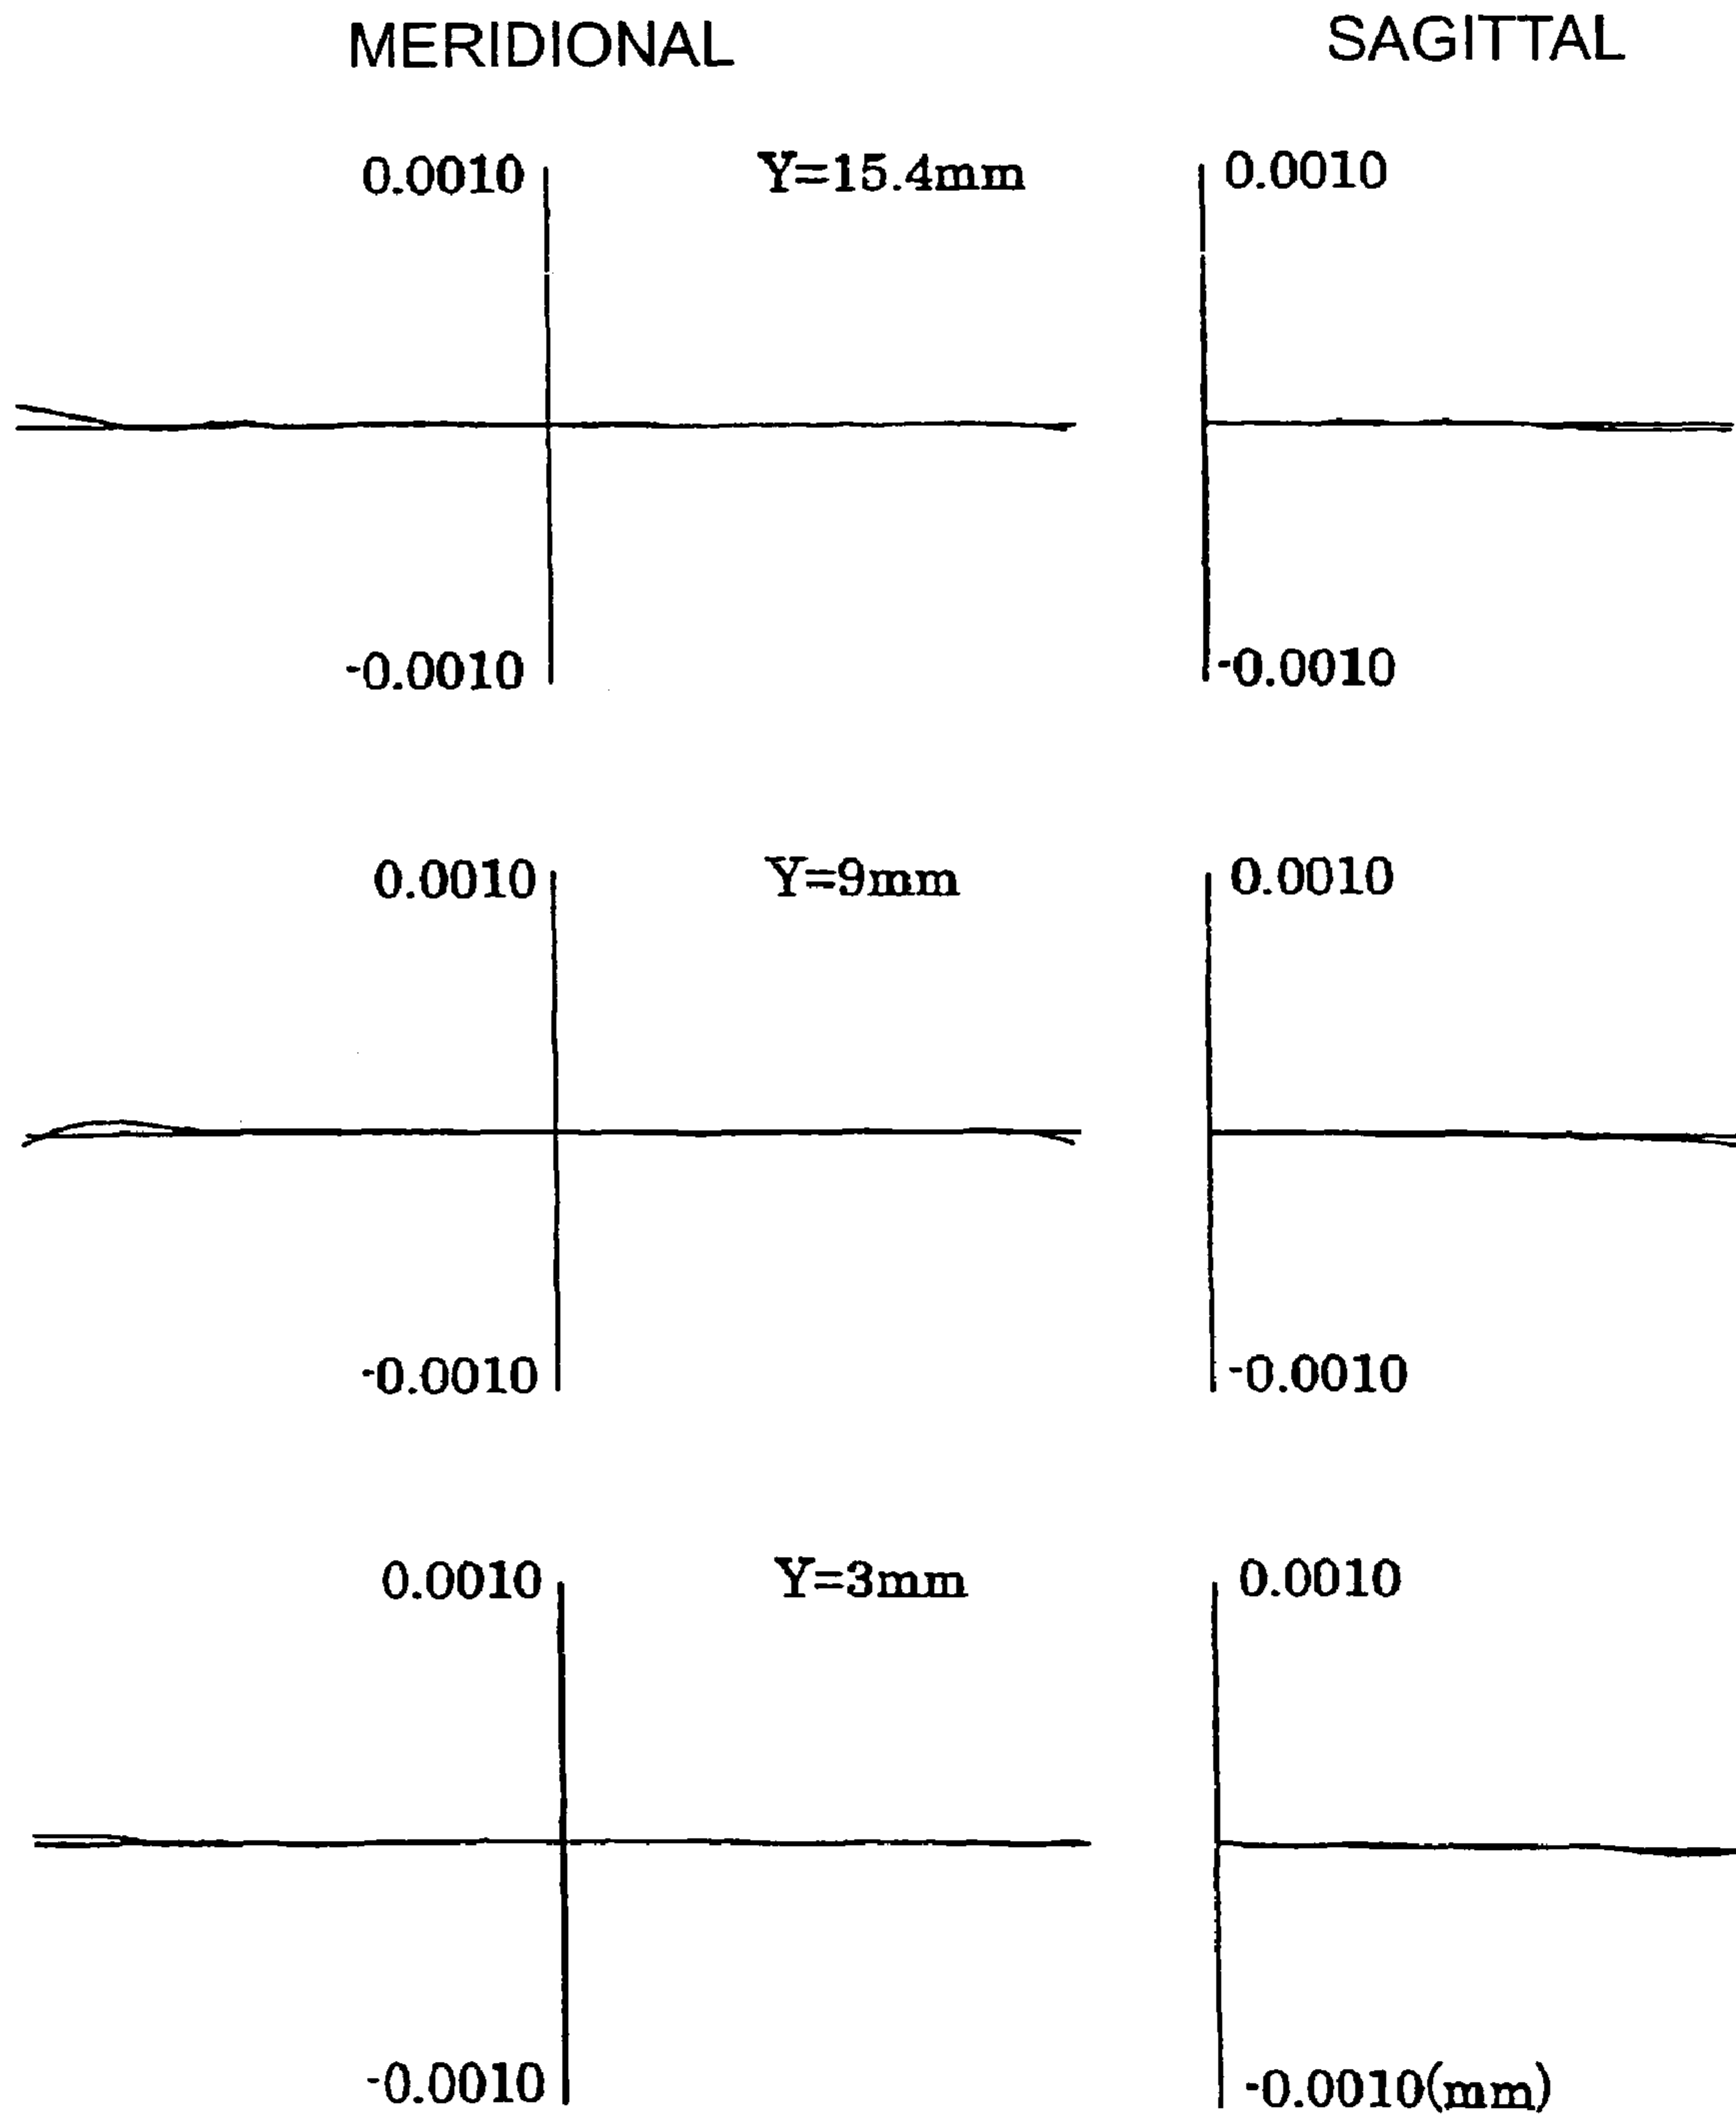 MERIDIONAL SAGITTAL
0.0010 Y=15.4mm 0.0010
-0.0010 -0.0010
0.0010 Y=9mm 0.0010
-0.0010 -0.0010
0.0010 Y=3mm 0.0010
-0.0010 -0.0010(mm)